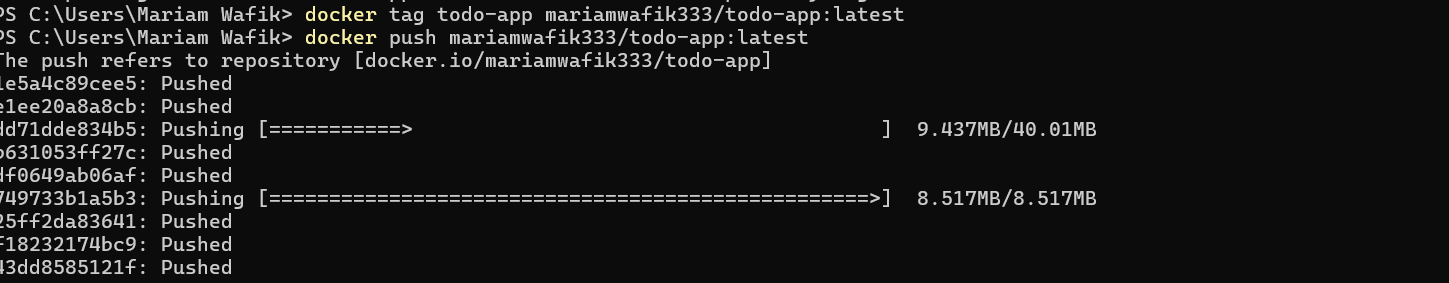 PS C:\Users\Mariam Wafik> docker tag todo-app mariamwafik333/todo-app:latest
PS C:\Users\Mariam Wafik> docker push mariamwafik333/todo-app:latest
The push refers to repository [docker.io/mariamwafik333/todo-app]
1e5a4c89cee5: Pushed
e1ee20a8a8cb: Pushed
dd71dde834b5: Pushing [===========>                                       ]  9.437MB/40.01MB
b631053ff27c: Pushed
df0649ab06af: Pushed
749733b1a5b3: Pushing [==================================================>]  8.517MB/8.517MB
25ff2da83641: Pushed
f18232174bc9: Pushed
43dd8585121f: Pushed